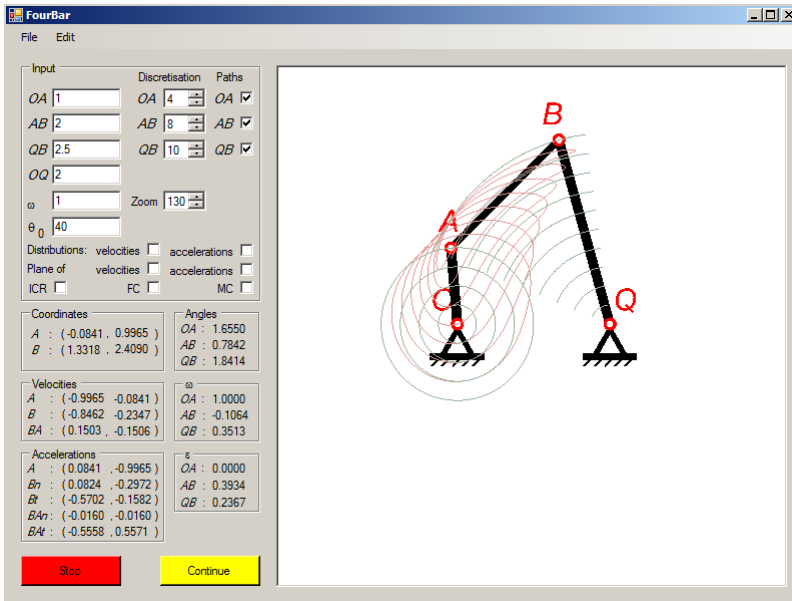 FourBar
File Edit
Input
Discretisation Paths
OA 1 OA 4 OA
AB 2 AB 8 AB
QB 2.5 QB 10 QB
OQ 2
ω 1 Zoom 130
θ0 40
Distributions: velocities accelerations
Plane of velocities accelerations
ICR FC MC
Coordinates
A : (-0.0841 , 0.9965 )
B : ( 1.3318 , 2.4090 )
Angles
OA : 1.6550
AB : 0.7842
QB : 1.8414
Velocities
A : (-0.9965 -0.0841 )
B : (-0.8462 -0.2347 )
BA : ( 0.1503 , -0.1506 )
ω
OA : 1.0000
AB : -0.1064
QB : 0.3513
Accelerations
A : ( 0.0841 , -0.9965 )
Bn : ( 0.0824 , -0.2972 )
Bt : (-0.5702 , -0.1582 )
BAn : (-0.0160 , -0.0160 )
BAt : (-0.5558 , 0.5571 )
ε
OA : 0.0000
AB : 0.3934
QB : 0.2367
Stop Continue
B
A
O Q